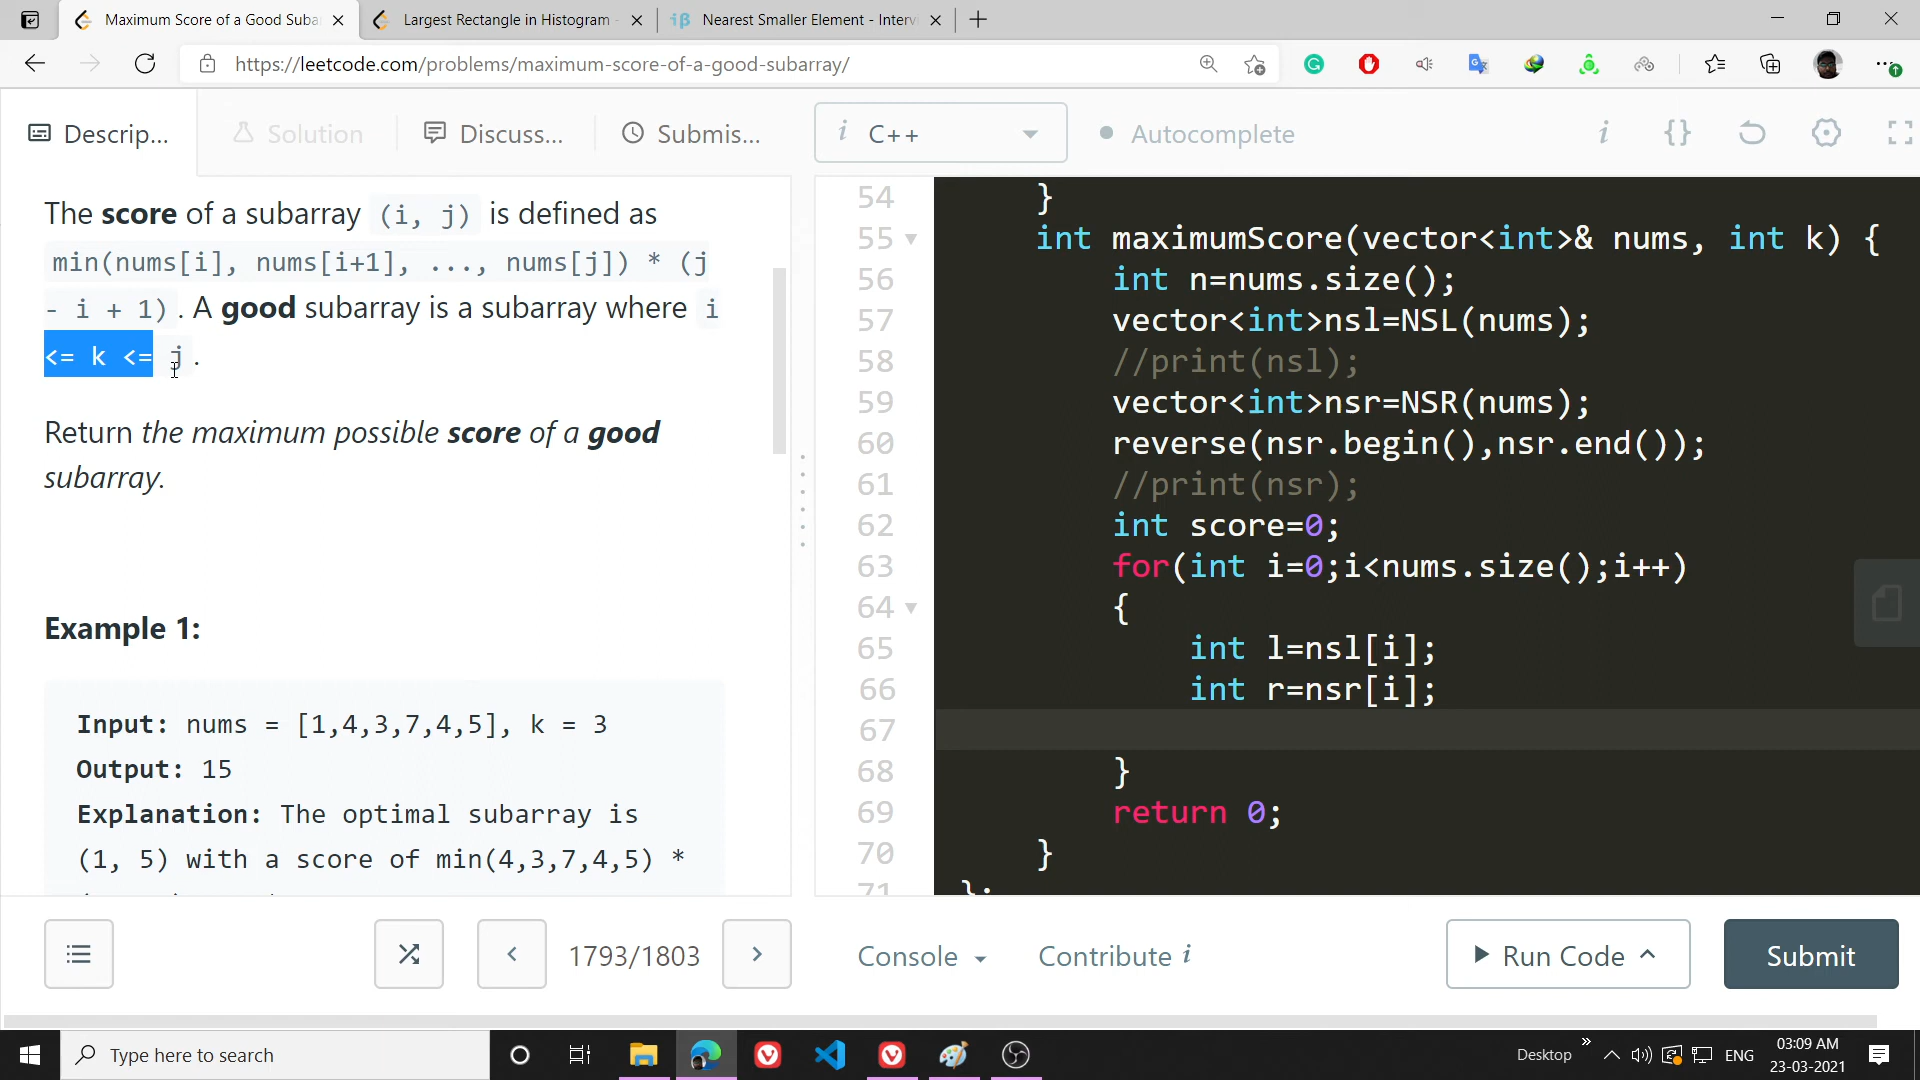 Maximum Score of a Good Suba
Largest Rectangle in Histogram -
Nearest Smaller Element - Interv
https://leetcode.com/problems/maximum-score-of-a-good-subarray/
Descrip...
Solution
Discuss...
Submis...
i C++
Autocomplete
i {}
The score of a subarray (i, j) is defined as
min(nums[i], nums[i+1], ..., nums[j]) * (j
- i + 1). A good subarray is a subarray where i
<= k <= j.
Return the maximum possible score of a good
subarray.
Example 1:
Input: nums = [1,4,3,7,4,5], k = 3
Output: 15
Explanation: The optimal subarray is
(1, 5) with a score of min(4,3,7,4,5) *
54 }
55 int maximumScore(vector<int>& nums, int k) {
56 int n=nums.size();
57 vector<int>nsl=NSL(nums);
58 //print(nsl);
59 vector<int>nsr=NSR(nums);
60 reverse(nsr.begin(),nsr.end());
61 //print(nsr);
62 int score=0;
63 for(int i=0;i<nums.size();i++)
64 {
65 int l=nsl[i];
66 int r=nsr[i];
67
68 }
69 return 0;
70 }
71 };
1793/1803
Console
Contribute i
Run Code
Submit
Type here to search
Desktop
ENG
03:09 AM
23-03-2021